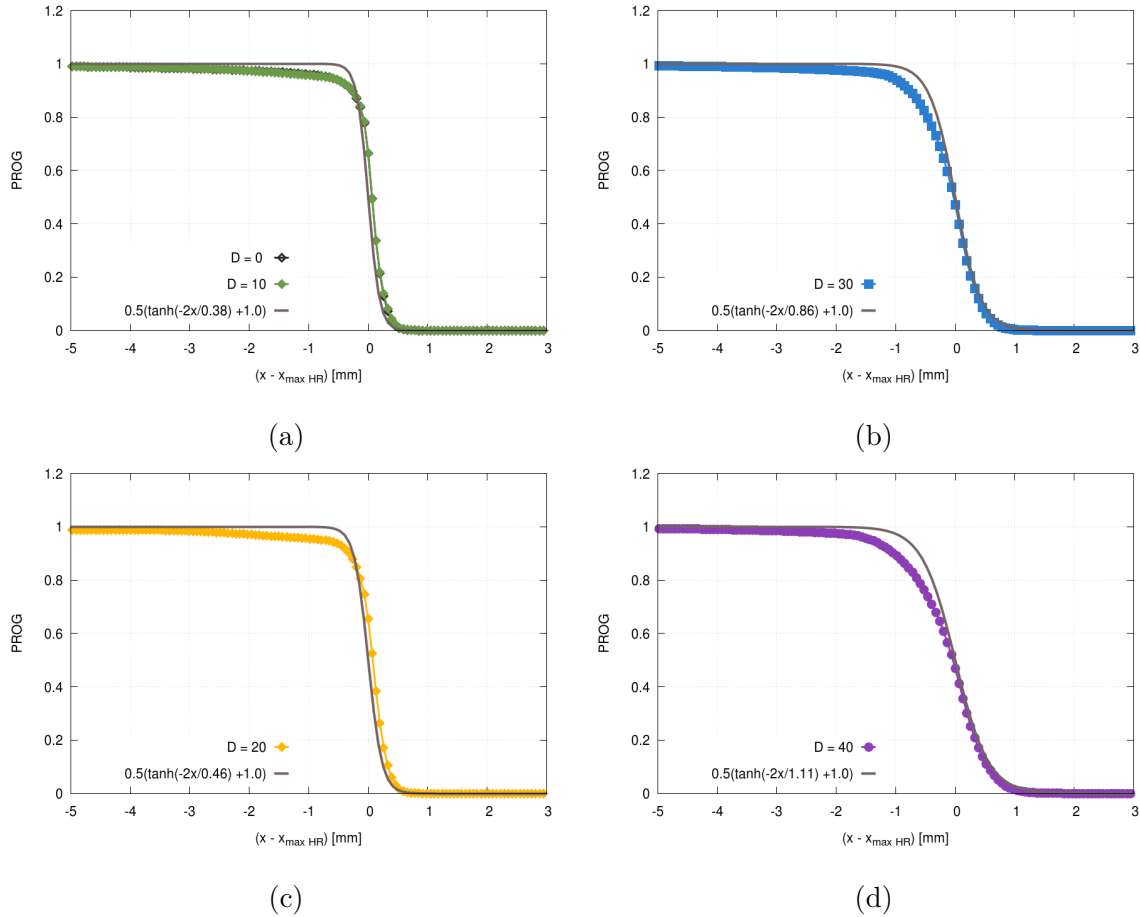 1.2
1
0.8
0.6
0.4
0.2
0
PROG
D = 0
D = 10
0.5(tanh(-2x/0.38) +1.0)
-5 -4 -3 -2 -1 0 1 2 3
(x - xmax HR) [mm]
(a)
1.2
1
0.8
0.6
0.4
0.2
0
PROG
D = 30
0.5(tanh(-2x/0.86) +1.0)
-5 -4 -3 -2 -1 0 1 2 3
(x - xmax HR) [mm]
(b)
1.2
1
0.8
0.6
0.4
0.2
0
PROG
D = 20
0.5(tanh(-2x/0.46) +1.0)
-5 -4 -3 -2 -1 0 1 2 3
(x - xmax HR) [mm]
(c)
1.2
1
0.8
0.6
0.4
0.2
0
PROG
D = 40
0.5(tanh(-2x/1.11) +1.0)
-5 -4 -3 -2 -1 0 1 2 3
(x - xmax HR) [mm]
(d)